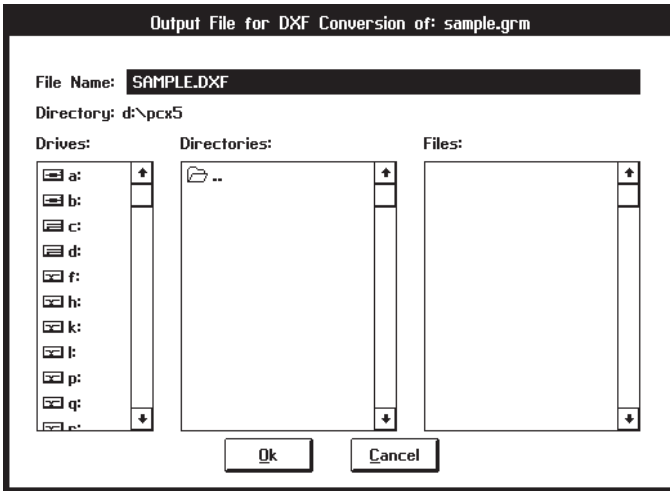 Output File for DXF Conversion of: sample.grm
File Name: SAMPLE.DXF
Directory: d:\pcx5
Drives:
Directories:
Files:
a:
b:
c:
d:
f:
h:
k:
l:
p:
q:
r:
..
Ok
Cancel